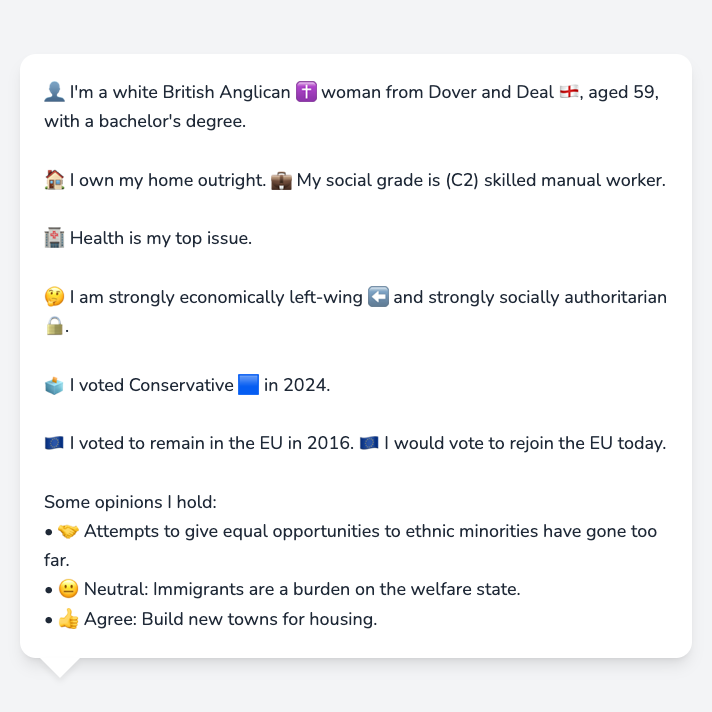 👤 I'm a white British Anglican ✝️ woman from Dover and Deal 🏴󠁧󠁢󠁥󠁮󠁧󠁿, aged 59,
with a bachelor's degree.
🏠 I own my home outright. 💼 My social grade is (C2) skilled manual worker.
🏥 Health is my top issue.
🤔 I am strongly economically left-wing ⬅️ and strongly socially authoritarian
🔒.
🗳️ I voted Conservative 🟦 in 2024.
🇪🇺 I voted to remain in the EU in 2016. 🇪🇺 I would vote to rejoin the EU today.
Some opinions I hold:
• 🤝 Attempts to give equal opportunities to ethnic minorities have gone too
far.
• 😐 Neutral: Immigrants are a burden on the welfare state.
• 👍 Agree: Build new towns for housing.